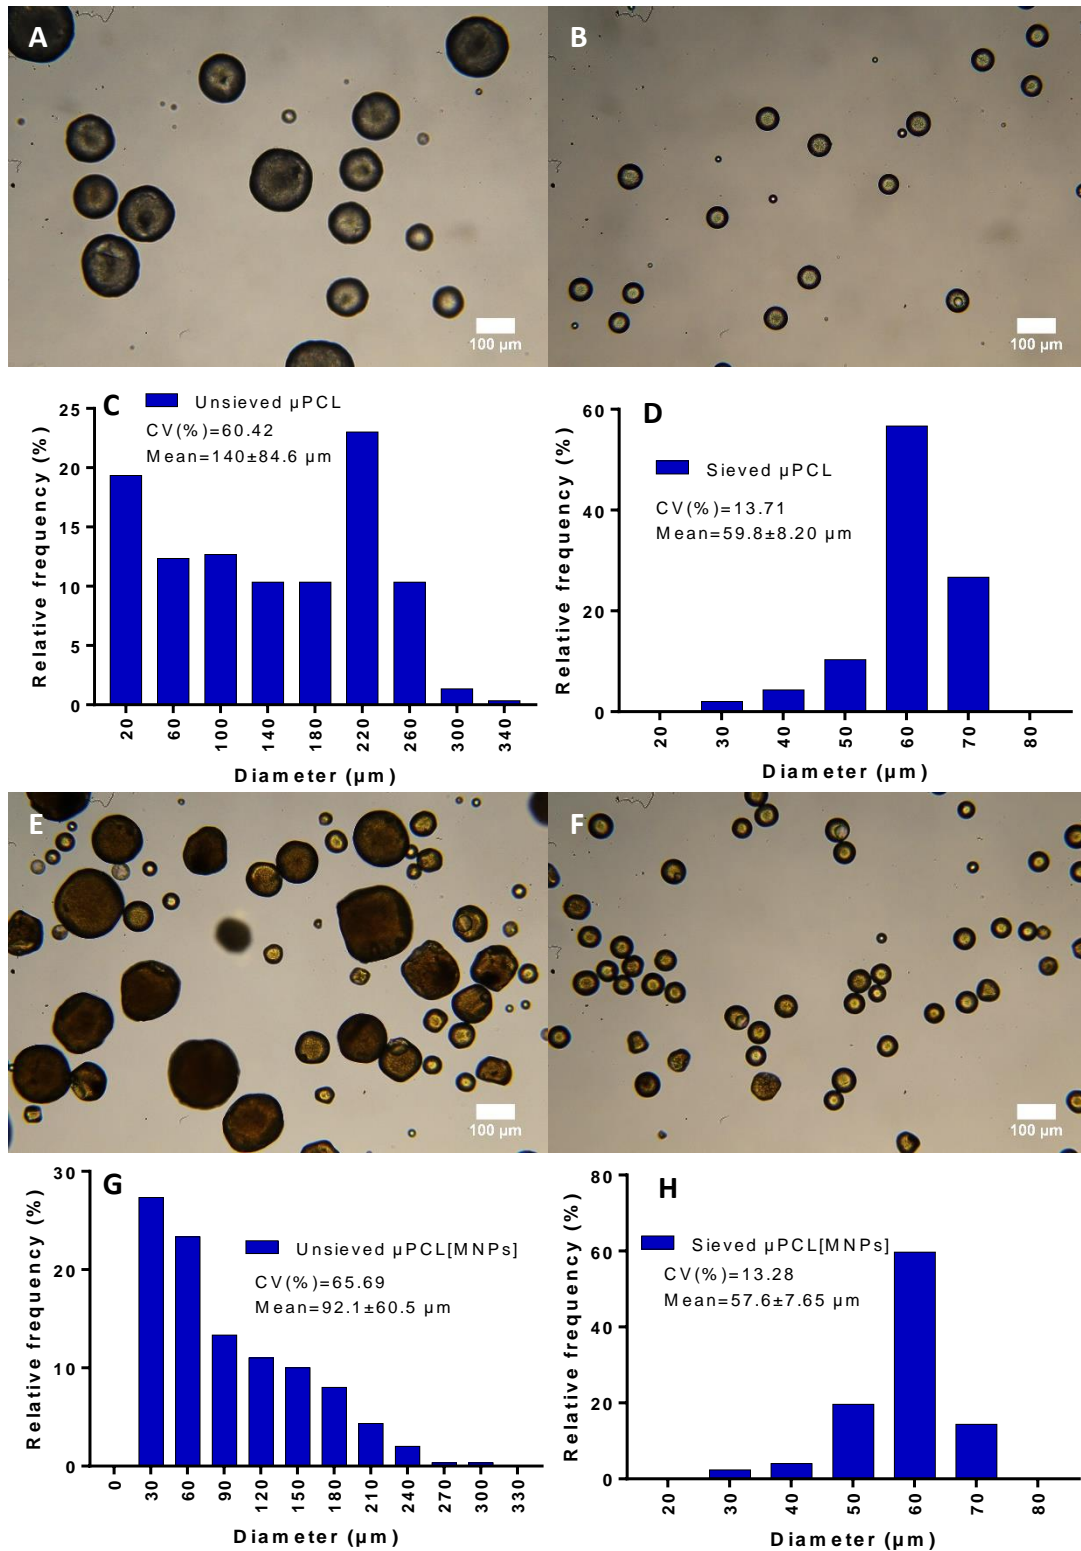 A
B
100 µm
100 µm
C
Unsieved µPCL
CV(%)=60.42
Mean=140±84.6 µm
Relative frequency (%)
25
20
15
10
5
0
20
60
100
140
180
220
260
300
340
Diameter (µm)
D
Sieved µPCL
CV(%)=13.71
Mean=59.8±8.20 µm
Relative frequency (%)
60
40
20
0
20
30
40
50
60
70
80
Diameter (µm)
E
F
100 µm
100 µm
G
Unsieved µPCL[MNPs]
CV(%)=65.69
Mean=92.1±60.5 µm
Relative frequency (%)
30
20
10
0
0
30
60
90
120
150
180
210
240
270
300
330
Diameter (µm)
H
Sieved µPCL[MNPs]
CV(%)=13.28
Mean=57.6±7.65 µm
Relative frequency (%)
80
60
40
20
0
20
30
40
50
60
70
80
Diameter (µm)